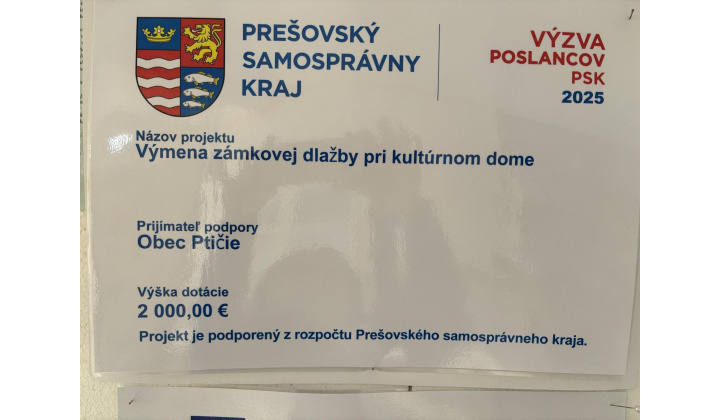 PREŠOVSKÝ
SAMOSPRÁVNY
KRAJ
VÝZVA
POSLANCOV
PSK
2025
Názov projektu
Výmena zámkovej dlažby pri kultúrnom dome
Prijímateľ podpory
Obec Ptičie
Výška dotácie
2 000,00 €
Projekt je podporený z rozpočtu Prešovského samosprávneho kraja.